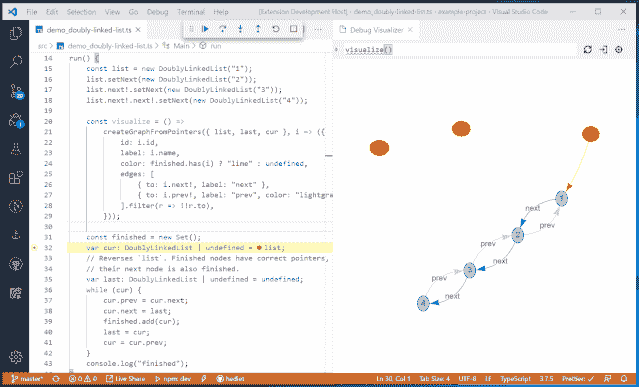 File Edit Selection View Go Debug Terminal Help [Extension Development Host] - demo_doubly-linked-list.ts - example-project - Visual Studio Code
demo_doubly-linked-list.ts
src > demo_doubly-linked-list.ts > Main > run
14 run() {
15 const list = new DoublyLinkedList("1");
16 list.setNext(new DoublyLinkedList("2"));
17 list.next!.setNext(new DoublyLinkedList("3"));
18 list.next!.next!.setNext(new DoublyLinkedList("4"));
19
20 const visualize = () =>
21 createGraphFromPointers({ list, last, cur }, i => ({
22 id: i.id,
23 label: i.name,
24 color: finished.has(i) ? "lime" : undefined,
25 edges: [
26 { to: i.next!, label: "next" },
27 { to: i.prev!, label: "prev", color: "lightgra
28 ].filter(r => !!r.to),
29 }));
30
31 const finished = new Set();
32 var cur: DoublyLinkedList | undefined = list;
33 // Reverses `list`. Finished nodes have correct pointers,
34 // their next node is also finished.
35 var last: DoublyLinkedList | undefined = undefined;
36 while (cur) {
37 cur.prev = cur.next;
38 cur.next = last;
39 finished.add(cur);
40 last = cur;
41 cur = cur.prev;
42 }
43 console.log("finished");
Debug Visualizer
visualize()
1
next
prev
2
prev
next
3
prev
next
4
master* 0 0 Live Share npm: dev hediet Ln 30, Col 1 Tab Size: 4 UTF-8 LF TypeScript 3.7.5 Prettier: ✓